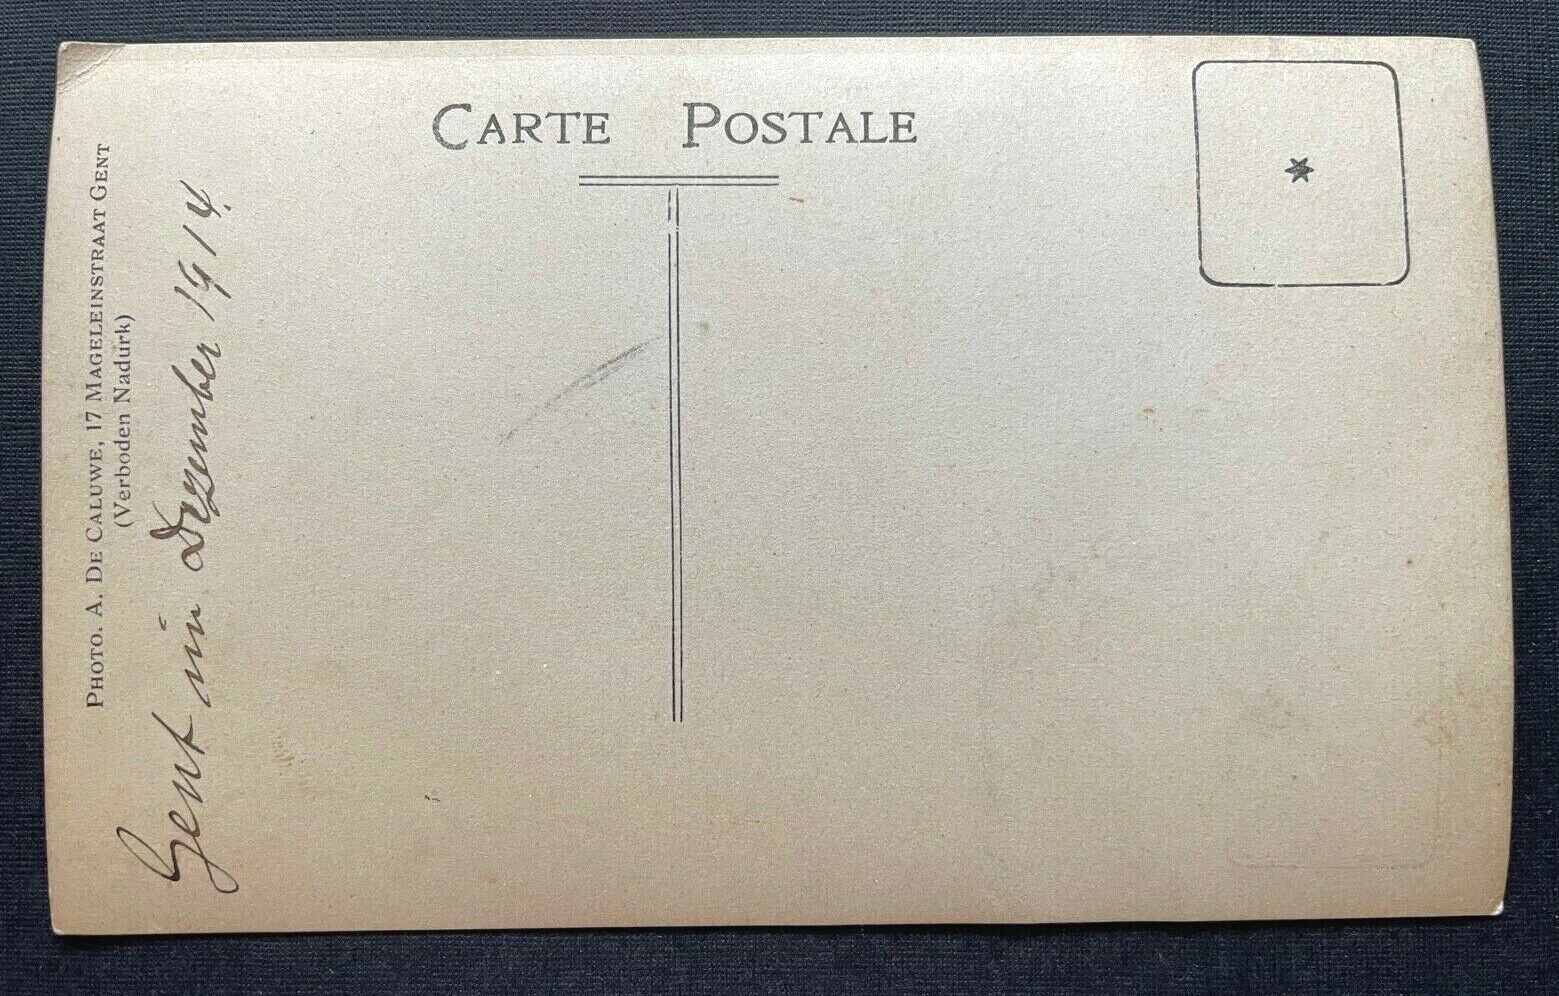 CARTE POSTALE
PHOTO. A. DE CALUWE, 17 MAGELEINSTRAAT GENT
(Verboden Nadurk)
Gent im Dezember 1914.